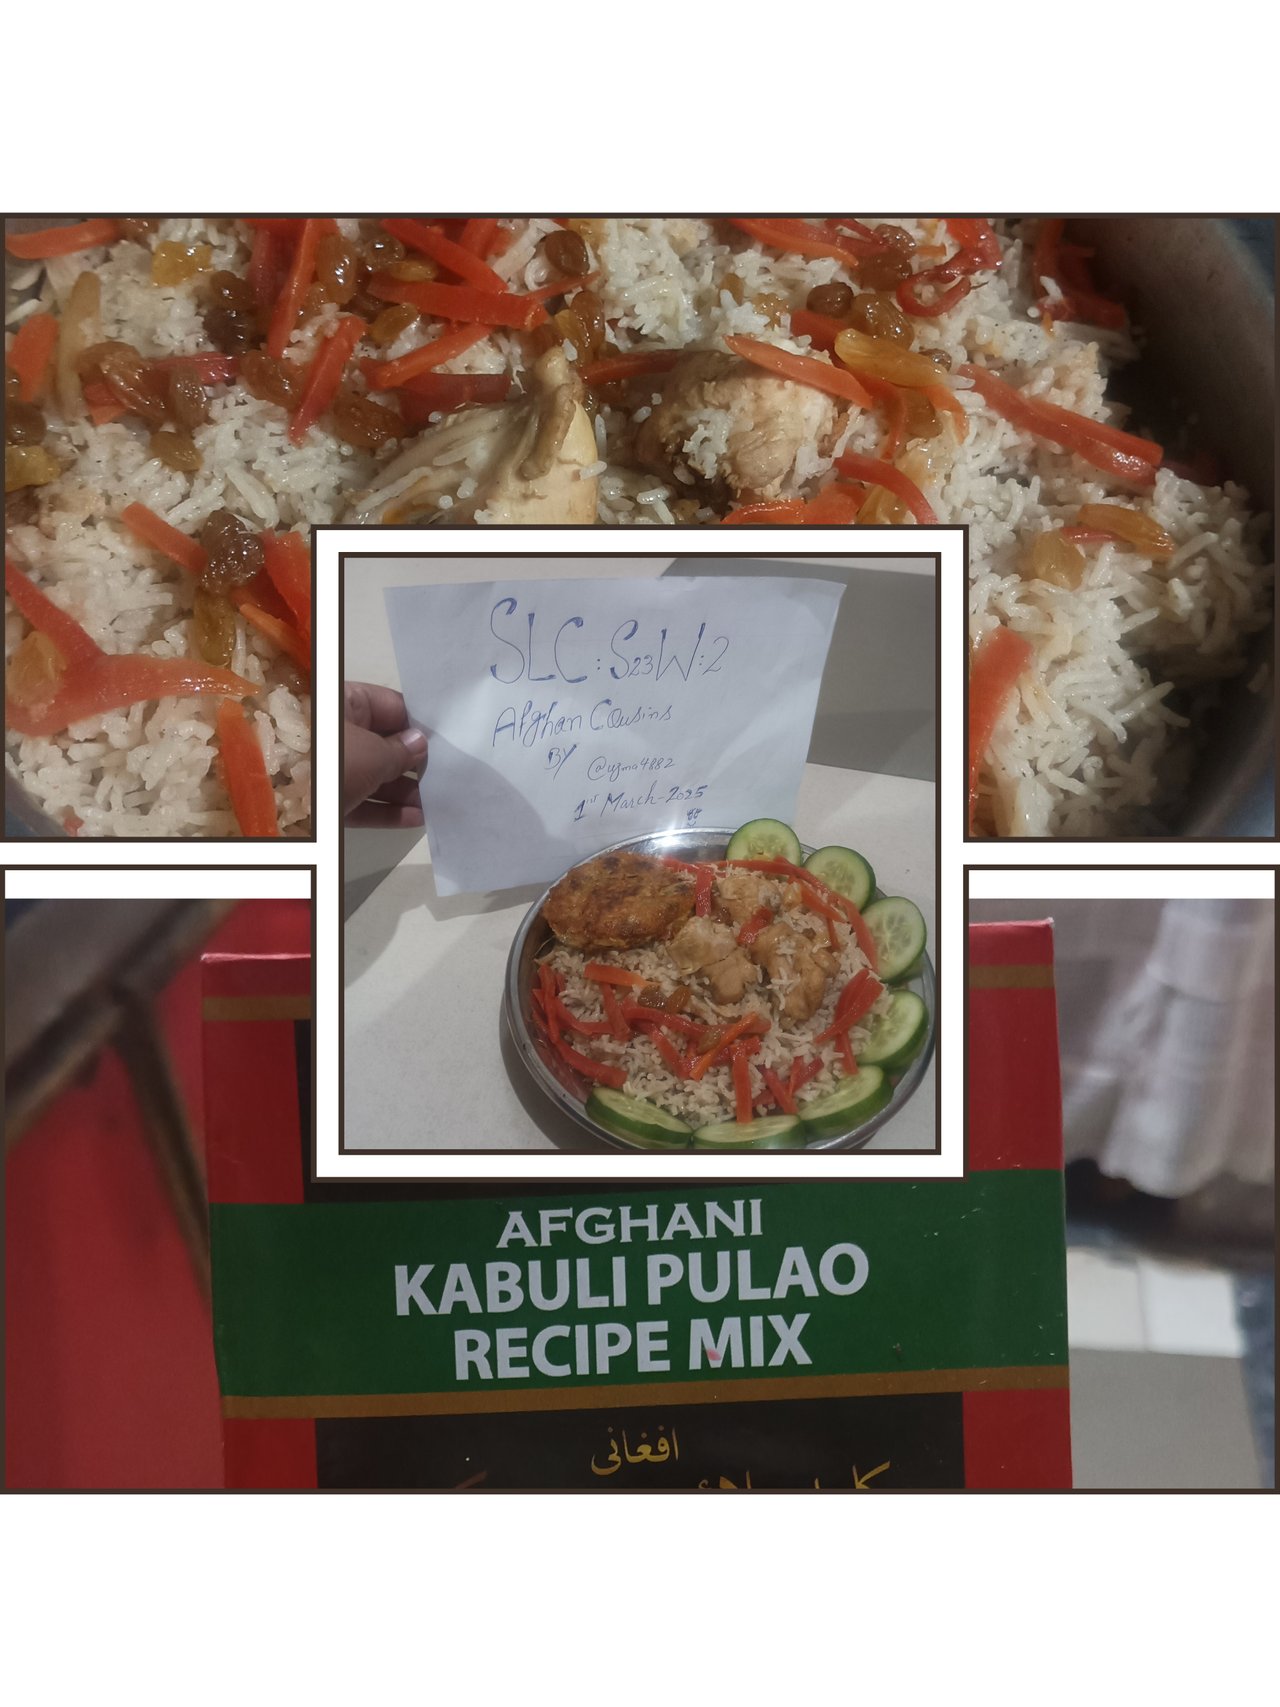 SLC : S23W:2
Afghan Cousins
By @uzma4882
1st March-2025
AFGHANI
KABULI PULAO
RECIPE MIX
افغانی